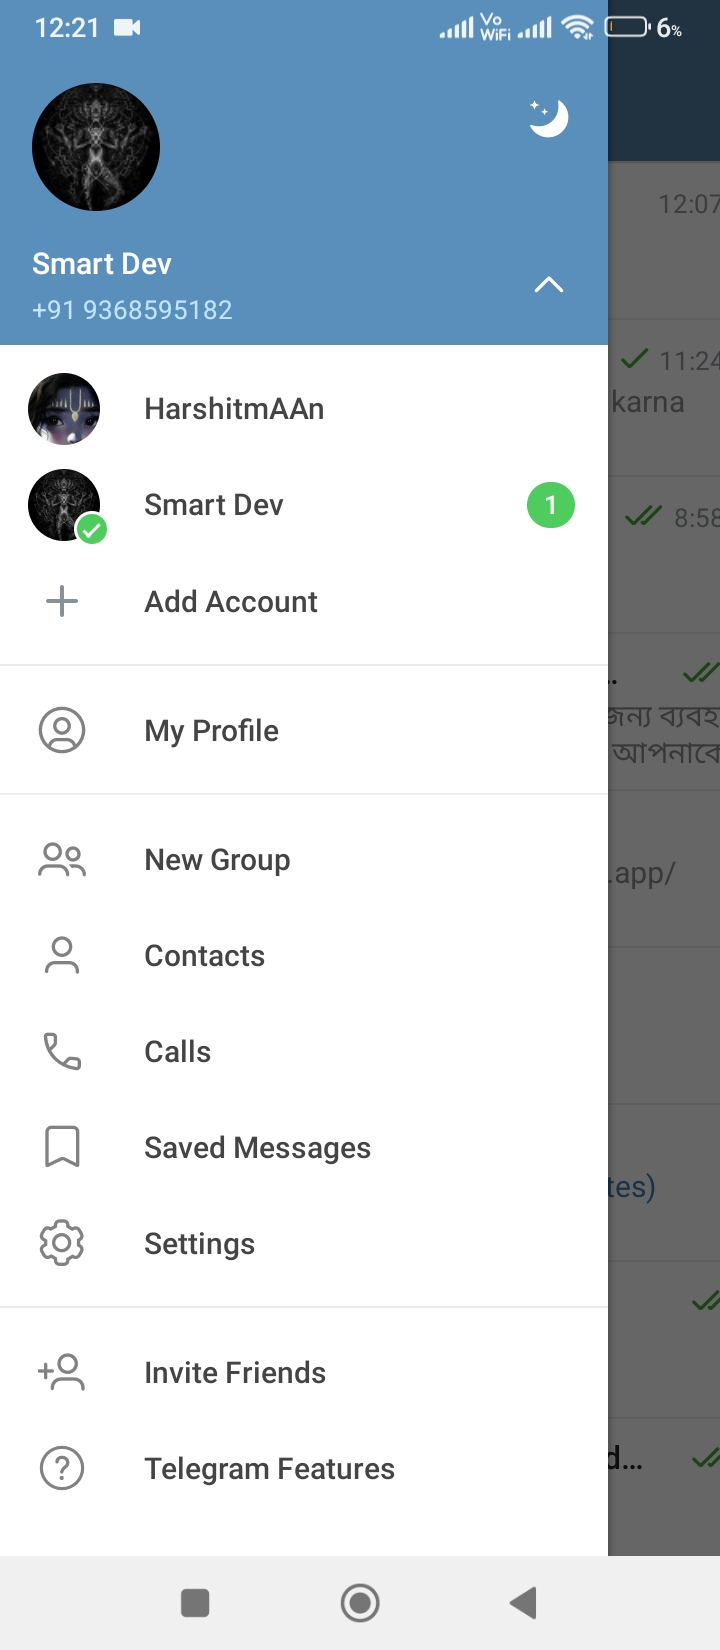 12:21
Vo
WiFi
6%
Smart Dev
+91 9368595182
12:07
HarshitmAAn
11:24
karna
Smart Dev
1
8:58
Add Account
..
My Profile
জন্য ব্যবহ
আপনাকে
New Group
.app/
Contacts
Calls
Saved Messages
tes)
Settings
Invite Friends
Telegram Features
d...